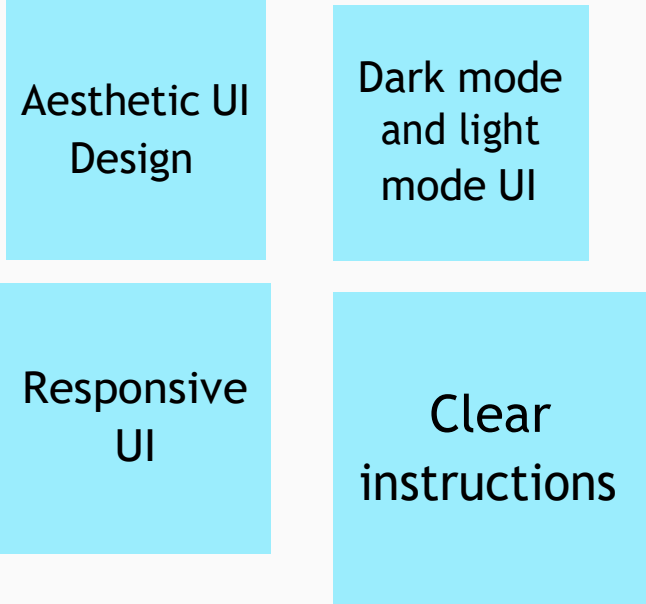 Aesthetic UI
Design
Dark mode
and light
mode UI
Responsive
UI
Clear
instructions